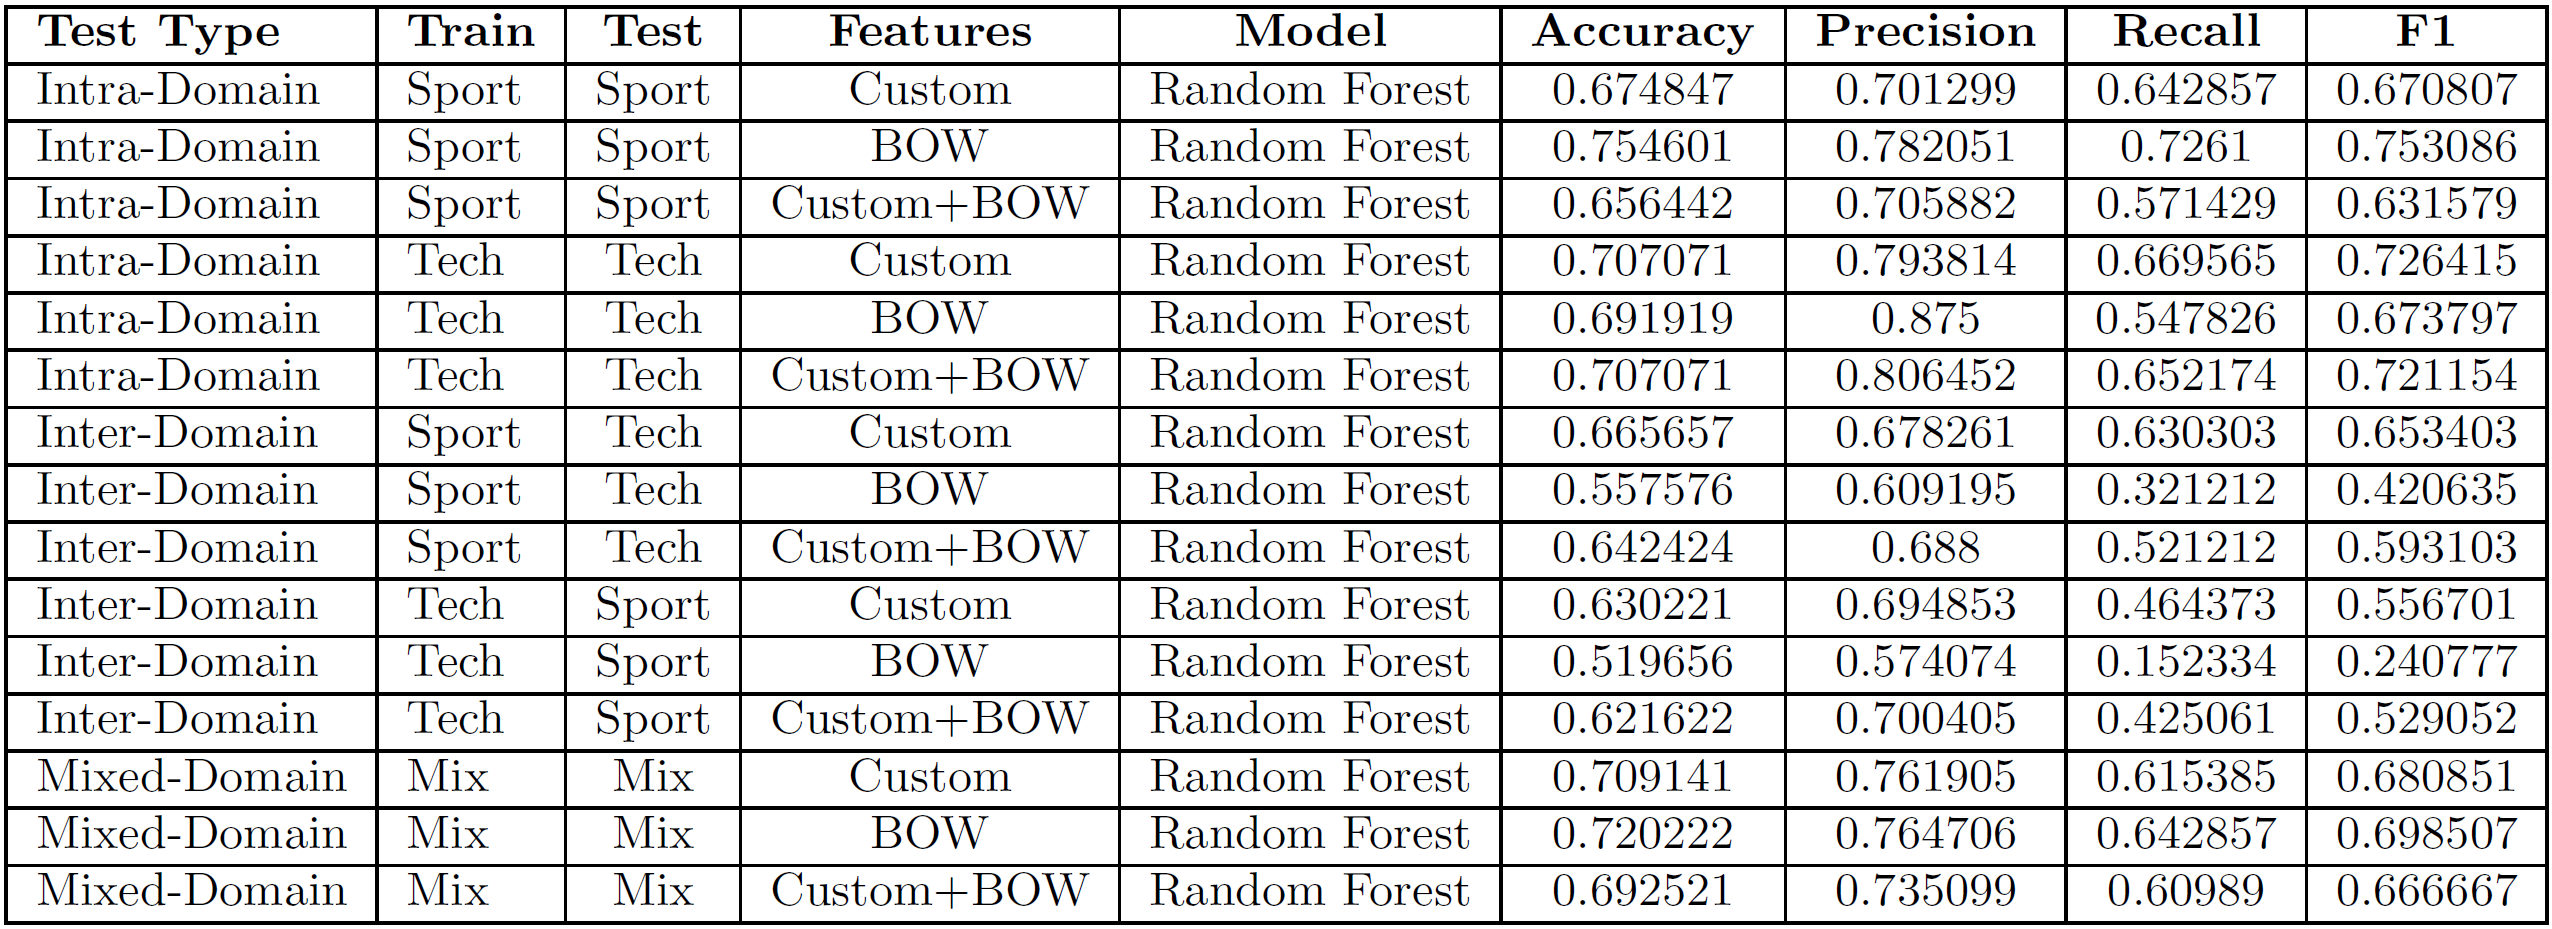 Test Type Train Test Features Model Accuracy Precision Recall F1
Intra-Domain Sport Sport Custom Random Forest 0.674847 0.701299 0.642857 0.670807
Intra-Domain Sport Sport BOW Random Forest 0.754601 0.782051 0.7261 0.753086
Intra-Domain Sport Sport Custom+BOW Random Forest 0.656442 0.705882 0.571429 0.631579
Intra-Domain Tech Tech Custom Random Forest 0.707071 0.793814 0.669565 0.726415
Intra-Domain Tech Tech BOW Random Forest 0.691919 0.875 0.547826 0.673797
Intra-Domain Tech Tech Custom+BOW Random Forest 0.707071 0.806452 0.652174 0.721154
Inter-Domain Sport Tech Custom Random Forest 0.665657 0.678261 0.630303 0.653403
Inter-Domain Sport Tech BOW Random Forest 0.557576 0.609195 0.321212 0.420635
Inter-Domain Sport Tech Custom+BOW Random Forest 0.642424 0.688 0.521212 0.593103
Inter-Domain Tech Sport Custom Random Forest 0.630221 0.694853 0.464373 0.556701
Inter-Domain Tech Sport BOW Random Forest 0.519656 0.574074 0.152334 0.240777
Inter-Domain Tech Sport Custom+BOW Random Forest 0.621622 0.700405 0.425061 0.529052
Mixed-Domain Mix Mix Custom Random Forest 0.709141 0.761905 0.615385 0.680851
Mixed-Domain Mix Mix BOW Random Forest 0.720222 0.764706 0.642857 0.698507
Mixed-Domain Mix Mix Custom+BOW Random Forest 0.692521 0.735099 0.60989 0.666667